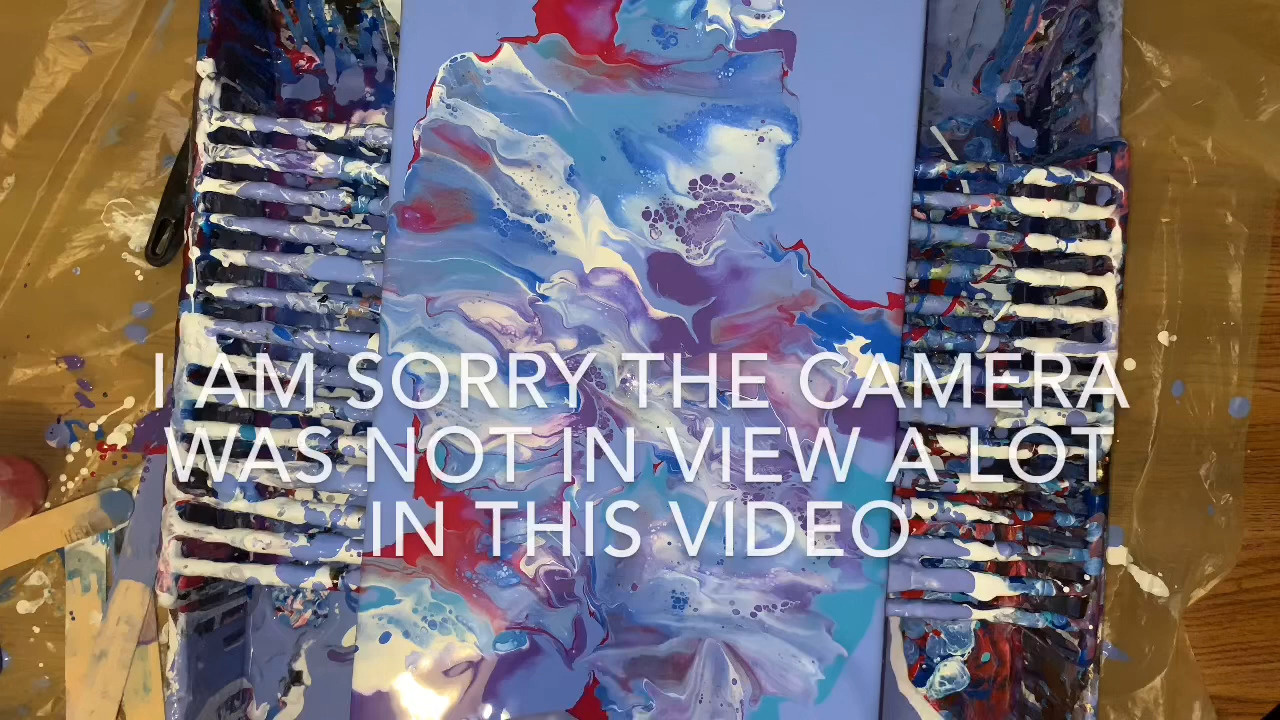 I AM SORRY THE CAMERA
WAS NOT IN VIEW A LOT
IN THIS VIDEO